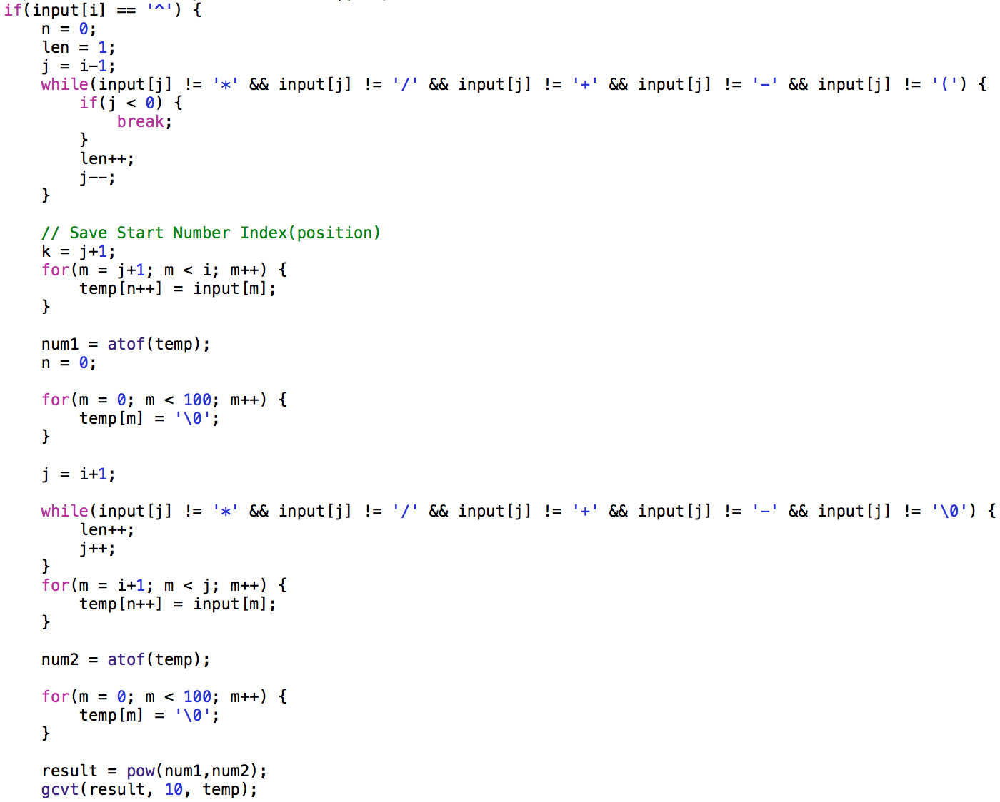 if(input[i] == '^') {
    n = 0;
    len = 1;
    j = i-1;
    while(input[j] != '*' && input[j] != '/' && input[j] != '+' && input[j] != '-' && input[j] != '(') {
        if(j < 0) {
            break;
        }
        len++;
        j--;
    }

    // Save Start Number Index(position)
    k = j+1;
    for(m = j+1; m < i; m++) {
        temp[n++] = input[m];
    }

    num1 = atof(temp);
    n = 0;

    for(m = 0; m < 100; m++) {
        temp[m] = '\0';
    }

    j = i+1;

    while(input[j] != '*' && input[j] != '/' && input[j] != '+' && input[j] != '-' && input[j] != '\0') {
        len++;
        j++;
    }
    for(m = i+1; m < j; m++) {
        temp[n++] = input[m];
    }

    num2 = atof(temp);

    for(m = 0; m < 100; m++) {
        temp[m] = '\0';
    }

    result = pow(num1,num2);
    gcvt(result, 10, temp);